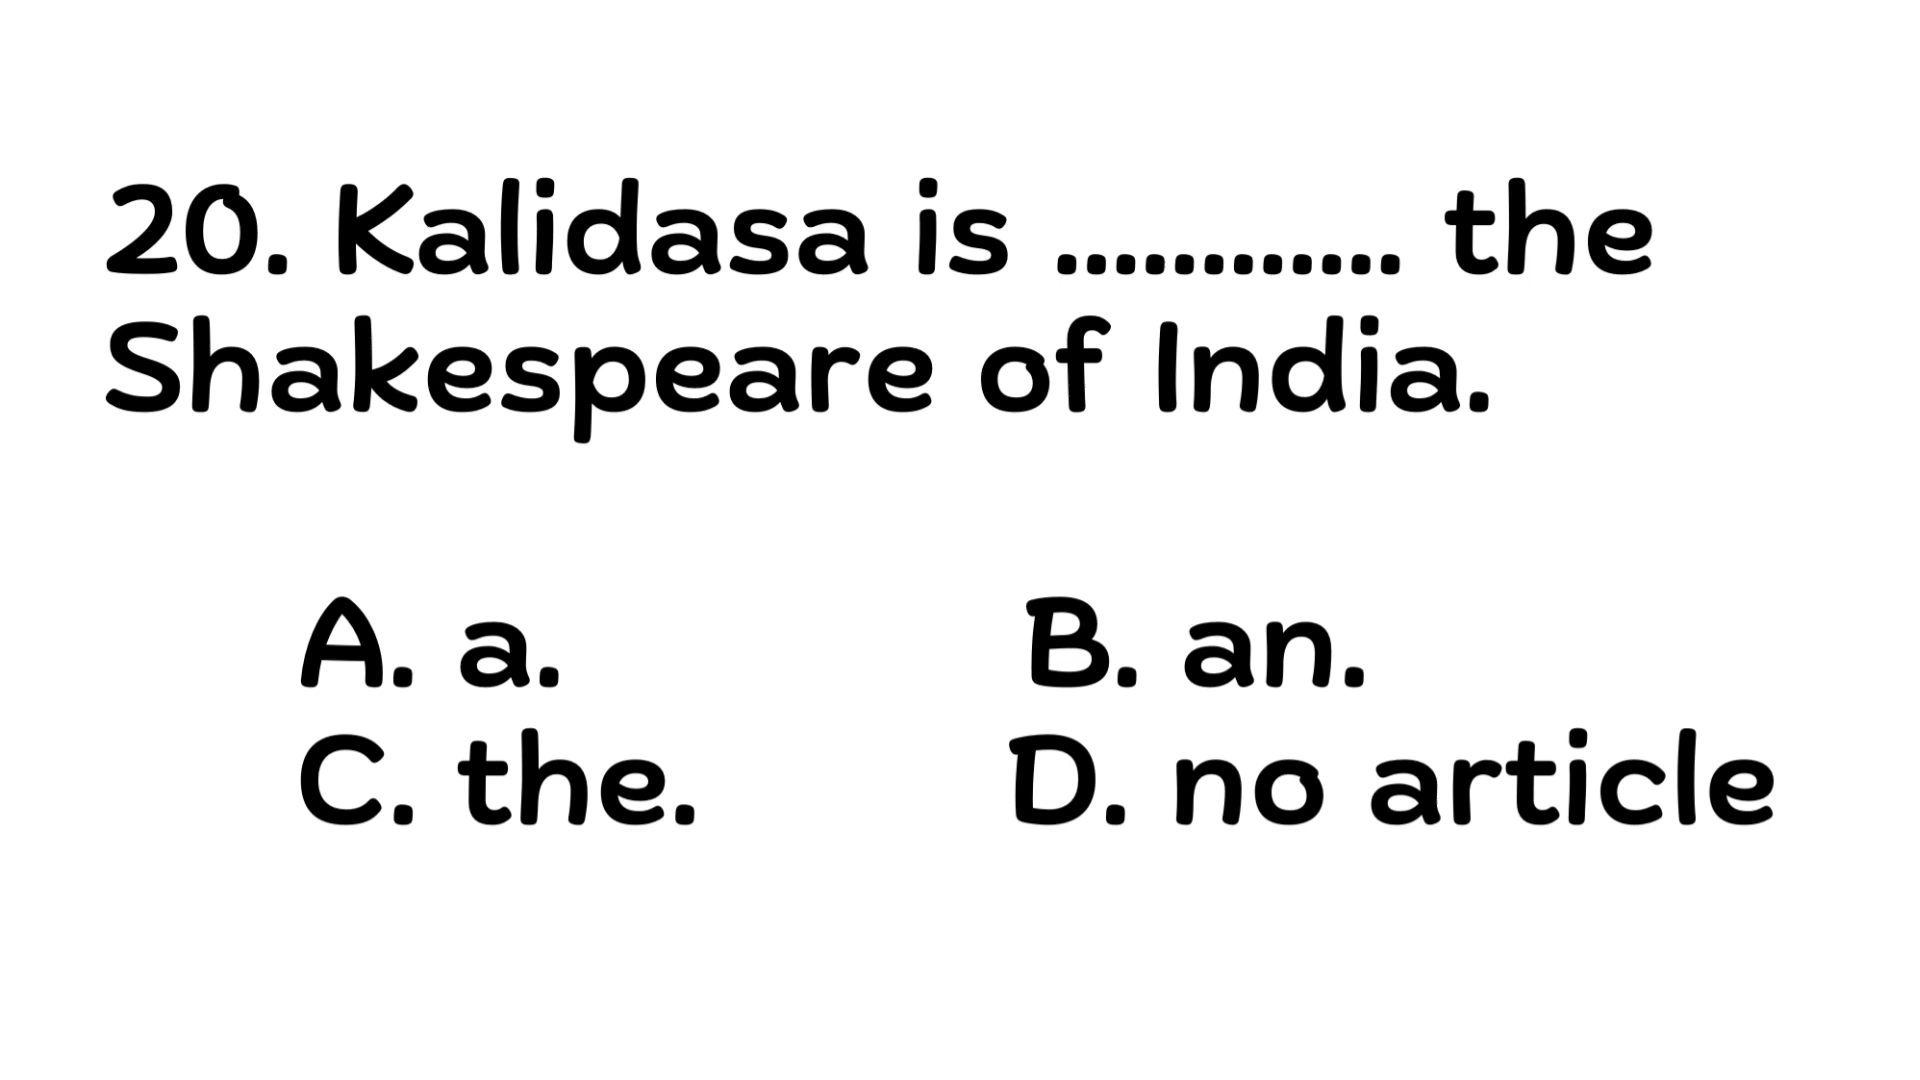 20. Kalidasa is ............ the
Shakespeare of India.
A. a. B. an.
C. the. D. no article